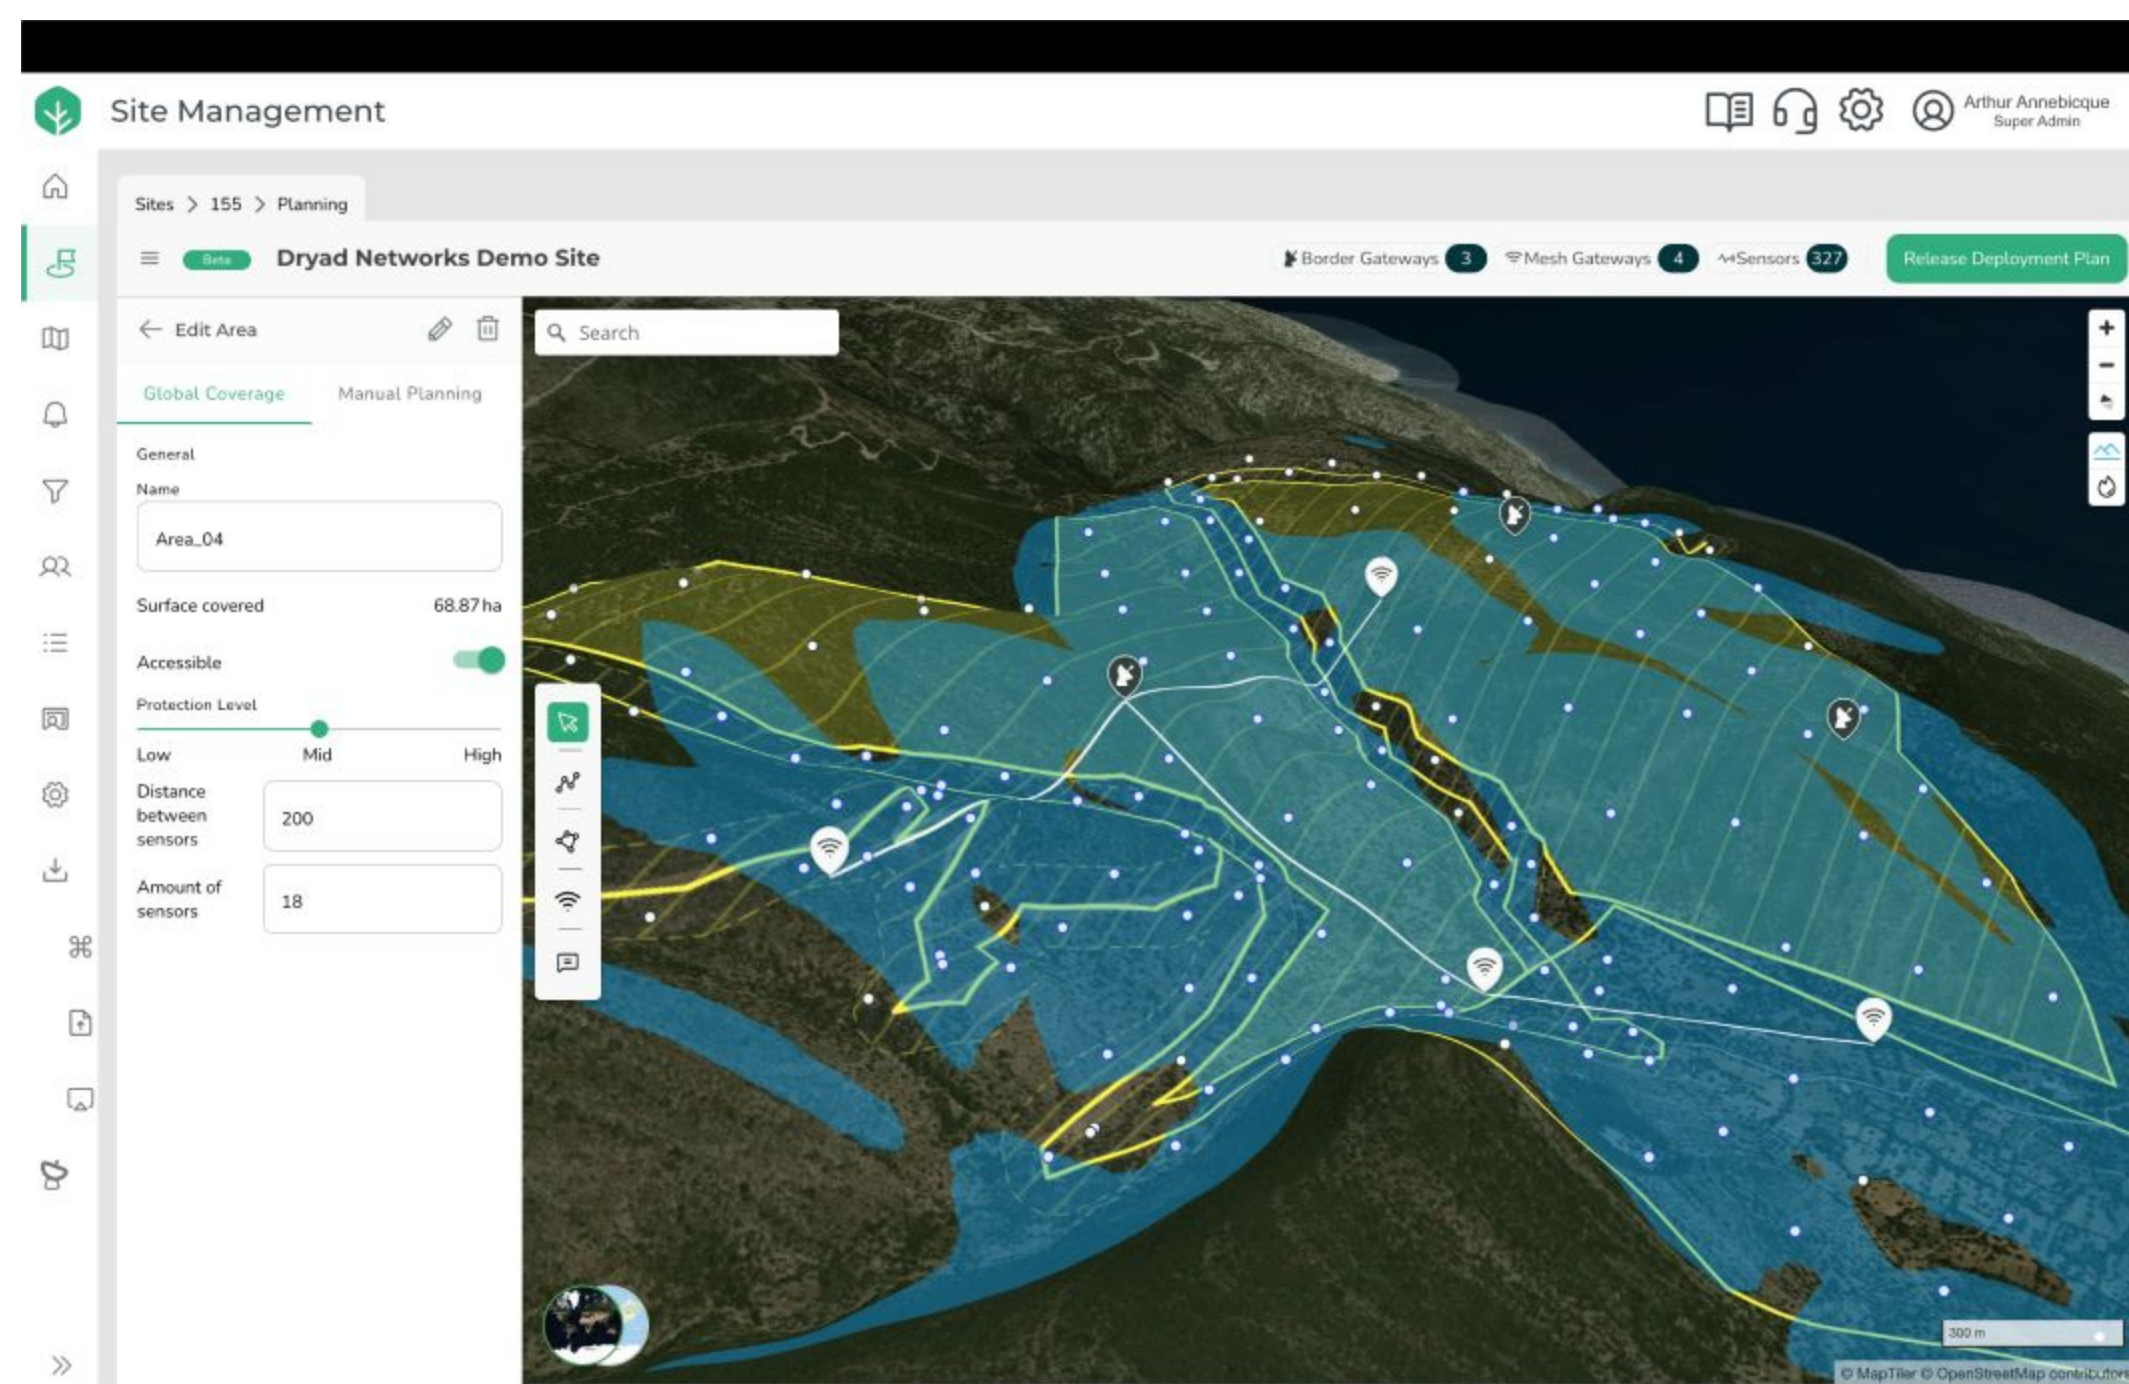 Site Management
Arthur Annebicque
Super Admin
Sites > 155 > Planning
Beta
Dryad Networks Demo Site
Border Gateways 3
Mesh Gateways 4
Sensors 327
Release Deployment Plan
Edit Area
Search
Global Coverage
Manual Planning
General
Name
Area_04
Surface covered 68.87 ha
Accessible
Protection Level
Low Mid High
Distance
between
sensors
200
Amount of
sensors
18
300 m
© MapTiler © OpenStreetMap contributors